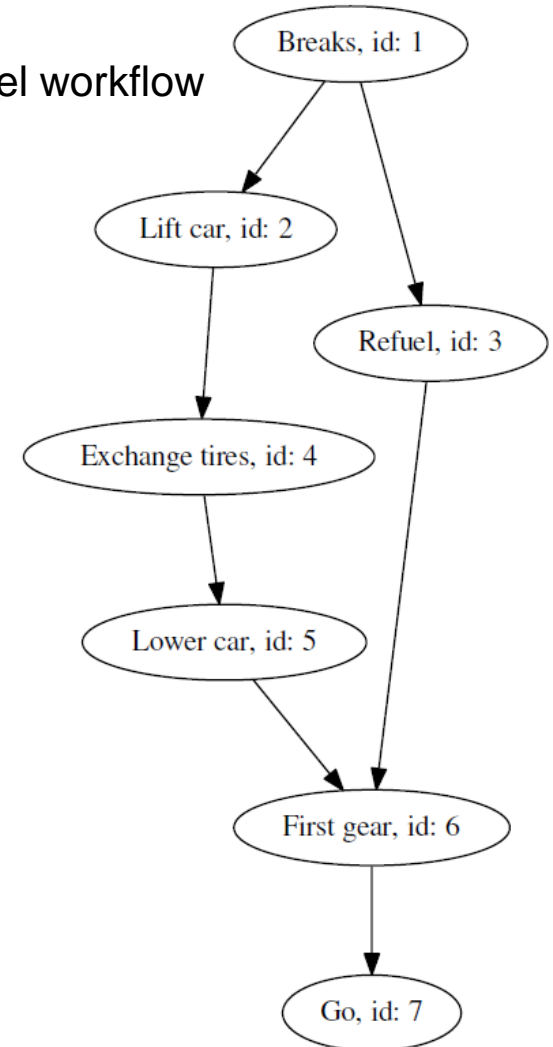 Breaks, id: 1
el workflow
Lift car, id: 2
Refuel, id: 3
Exchange tires, id: 4
Lower car, id: 5
First gear, id: 6
Go, id: 7